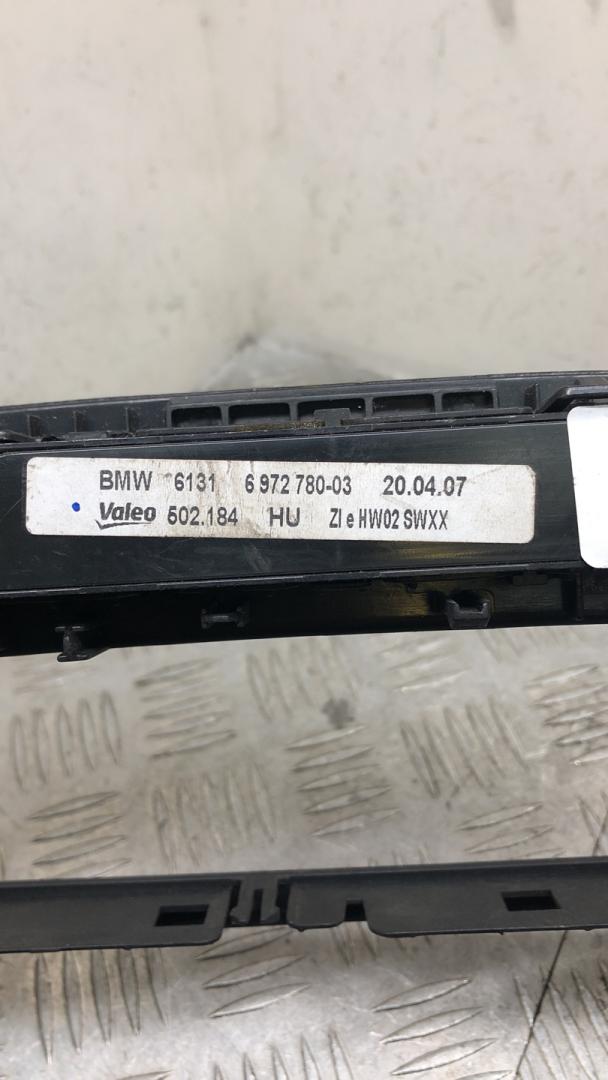 BMW 6131 6 972 780-03 20.04.07
Valeo 502.184 HU ZI e HW02 SWXX